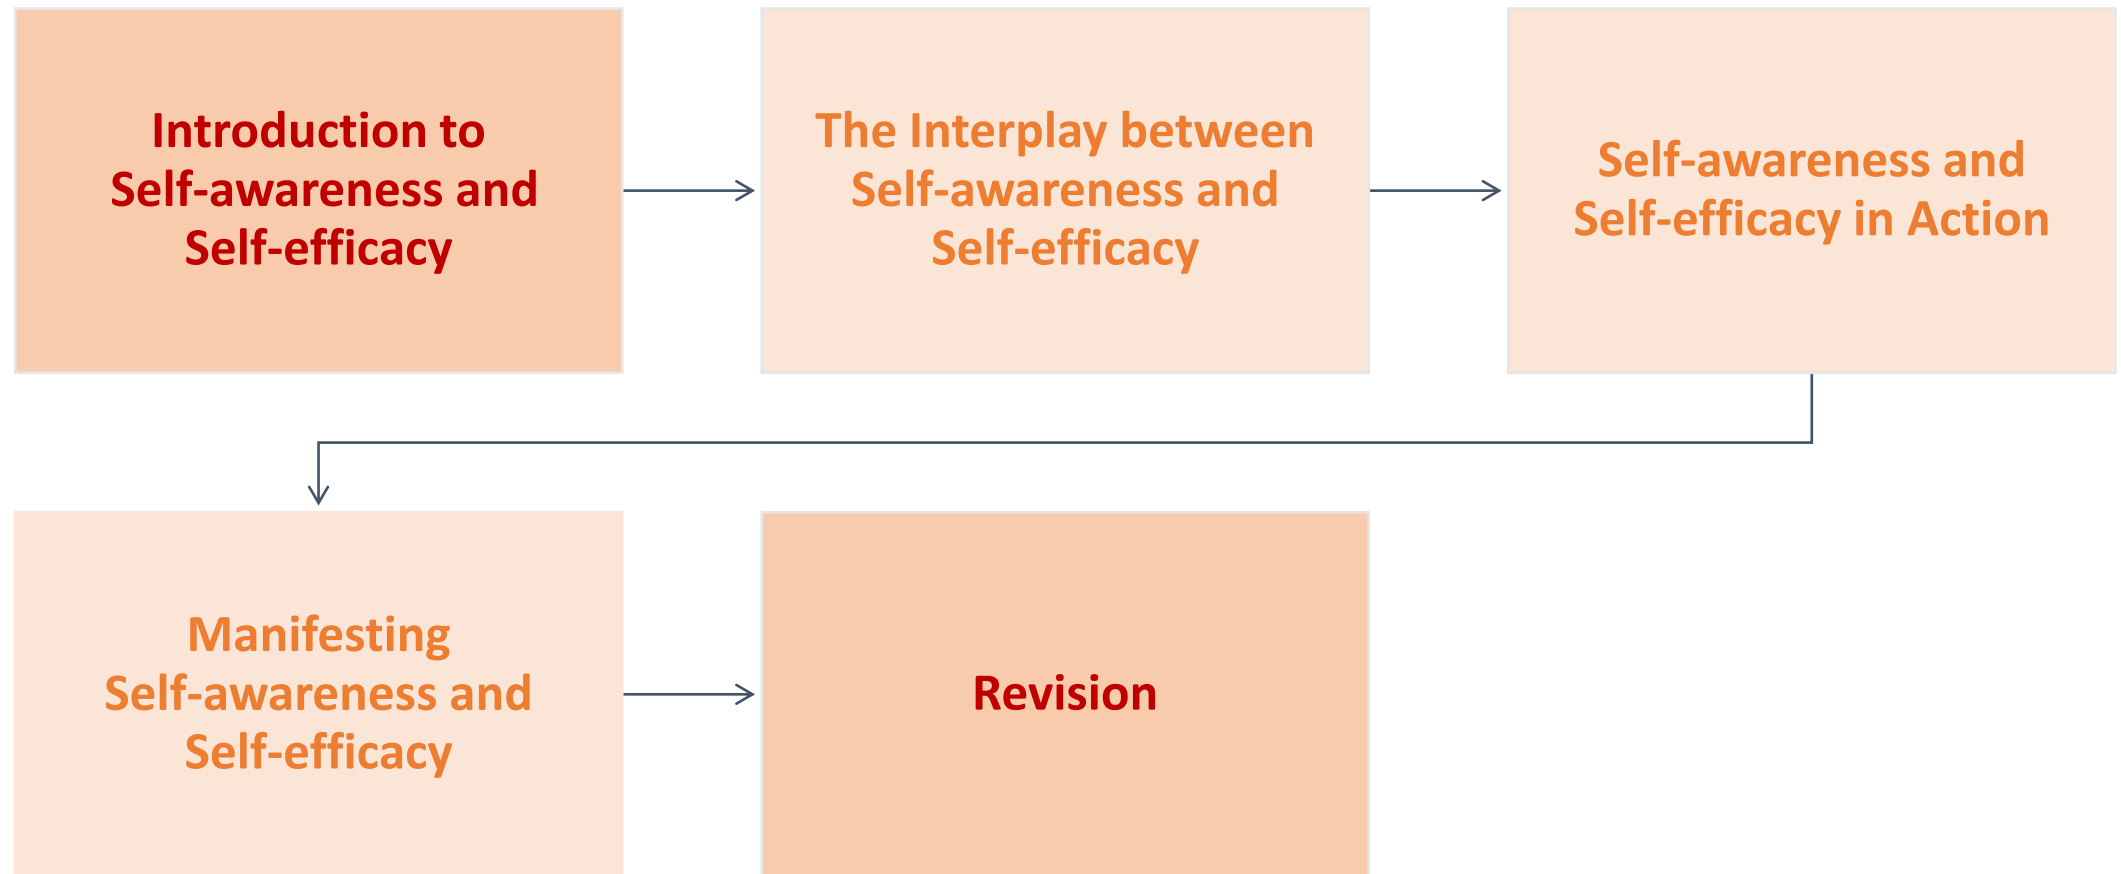 Introduction to
Self-awareness and
Self-efficacy
The Interplay between
Self-awareness and
Self-efficacy
Self-awareness and
Self-efficacy in Action
Manifesting
Self-awareness and
Self-efficacy
Revision